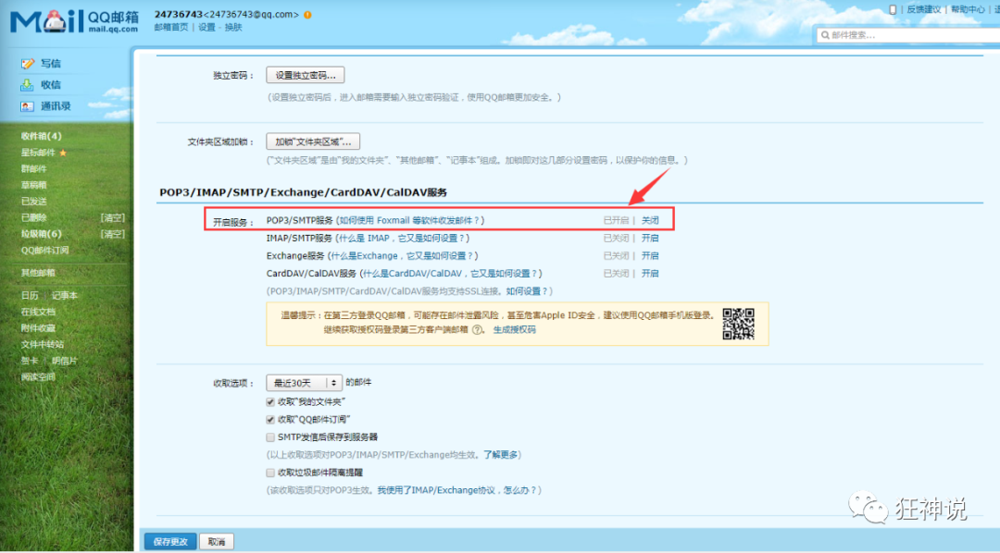 Mail QQ邮箱
mail.qq.com
24736743<24736743@qq.com>
邮箱首页 | 设置 - 换肤
反馈建议 | 帮助中心 |
邮件搜索...
写信
收信
通讯录
收件箱(4)
星标邮件
群邮件
草稿箱
已发送
已删除 [清空]
垃圾箱(6) [清空]
QQ邮件订阅
其他邮箱
日历 | 记事本
在线文档
附件收藏
文件中转站
贺卡 | 明信片
阅读空间
独立密码： 设置独立密码...
(设置独立密码后，进入邮箱需要输入独立密码验证，使用QQ邮箱更加安全。)
文件夹区域加锁： 加锁"文件夹区域"...
("文件夹区域"是由"我的文件夹"、"其他邮箱"、"记事本"组成。加锁即对这几部分设置密码，以保护你的信息。)
POP3/IMAP/SMTP/Exchange/CardDAV/CalDAV服务
开启服务： POP3/SMTP服务 (如何使用 Foxmail 等软件收发邮件？) 已开启 | 关闭
IMAP/SMTP服务 (什么是 IMAP，它又是如何设置？) 已关闭 | 开启
Exchange服务 (什么是Exchange，它又是如何设置？) 已关闭 | 开启
CardDAV/CalDAV服务 (什么是CardDAV/CalDAV，它又是如何设置？) 已关闭 | 开启
(POP3/IMAP/SMTP/CardDAV/CalDAV服务均支持SSL连接。如何设置？)
温馨提示：在第三方登录QQ邮箱，可能存在邮件泄露风险，甚至危害Apple ID安全，建议使用QQ邮箱手机版登录。
继续获取授权码登录第三方客户端邮箱 ?。 生成授权码
收取选项： 最近30天 的邮件
收取"我的文件夹"
收取"QQ邮件订阅"
SMTP发信后保存到服务器
(以上收取选项对POP3/IMAP/SMTP/Exchange均生效。了解更多)
收取垃圾邮件隔离提醒
(该收取选项只对POP3生效。我使用了IMAP/Exchange协议，怎么办？)
保存更改 取消
狂神说